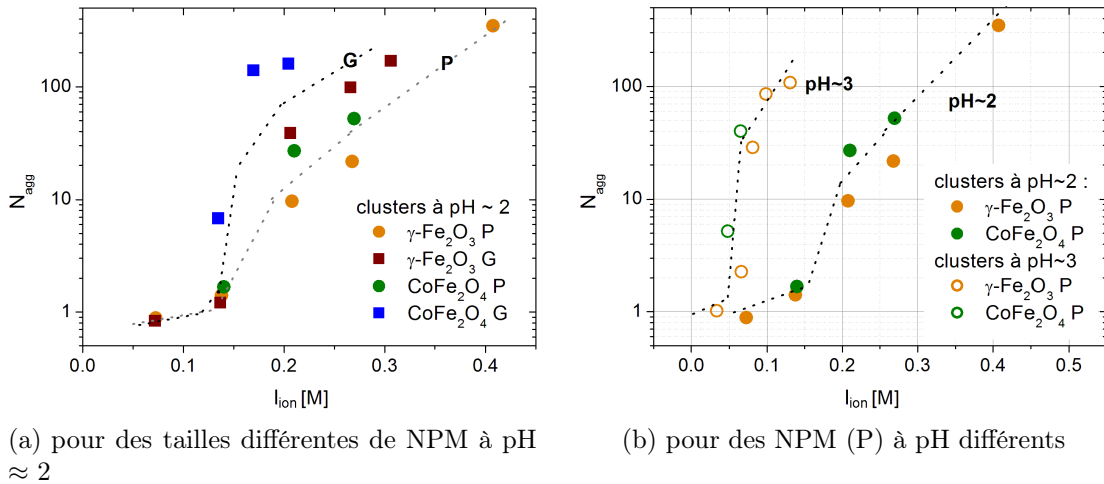 G
P
100
10
1
N_agg
clusters à pH ~ 2
γ-Fe₂O₃ P
γ-Fe₂O₃ G
CoFe₂O₄ P
CoFe₂O₄ G
0.0 0.1 0.2 0.3 0.4
I_ion [M]
(a) pour des tailles différentes de NPM à pH
≈ 2
pH~3
pH~2
100
10
1
N_agg
clusters à pH~2 :
γ-Fe₂O₃ P
CoFe₂O₄ P
clusters à pH~3
γ-Fe₂O₃ P
CoFe₂O₄ P
0.0 0.1 0.2 0.3 0.4 0.5
I_ion [M]
(b) pour des NPM (P) à pH différents